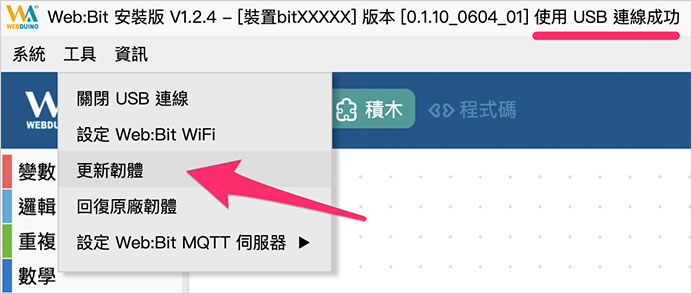 WA WEBDUINO Web:Bit 安裝版 V1.2.4 – [裝置bitXXXXX] 版本 [0.1.10_0604_01] 使用 USB 連線成功
系統 工具 資訊
關閉 USB 連線
設定 Web:Bit WiFi
更新韌體
回復原廠韌體
設定 Web:Bit MQTT 伺服器 ▶
W
WEBDU
積木
程式碼
變數
邏輯
重複
數學